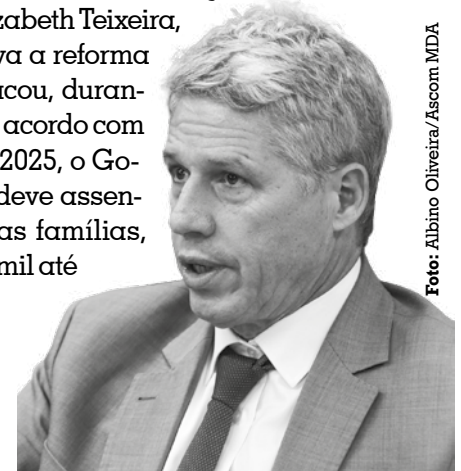 zabeth Teixeira,
va a reforma
acou, duran-
acordo com
2025, o Go-
deve assen-
as famílias,
mil até
Foto: Albino Oliveira/Ascom MDA